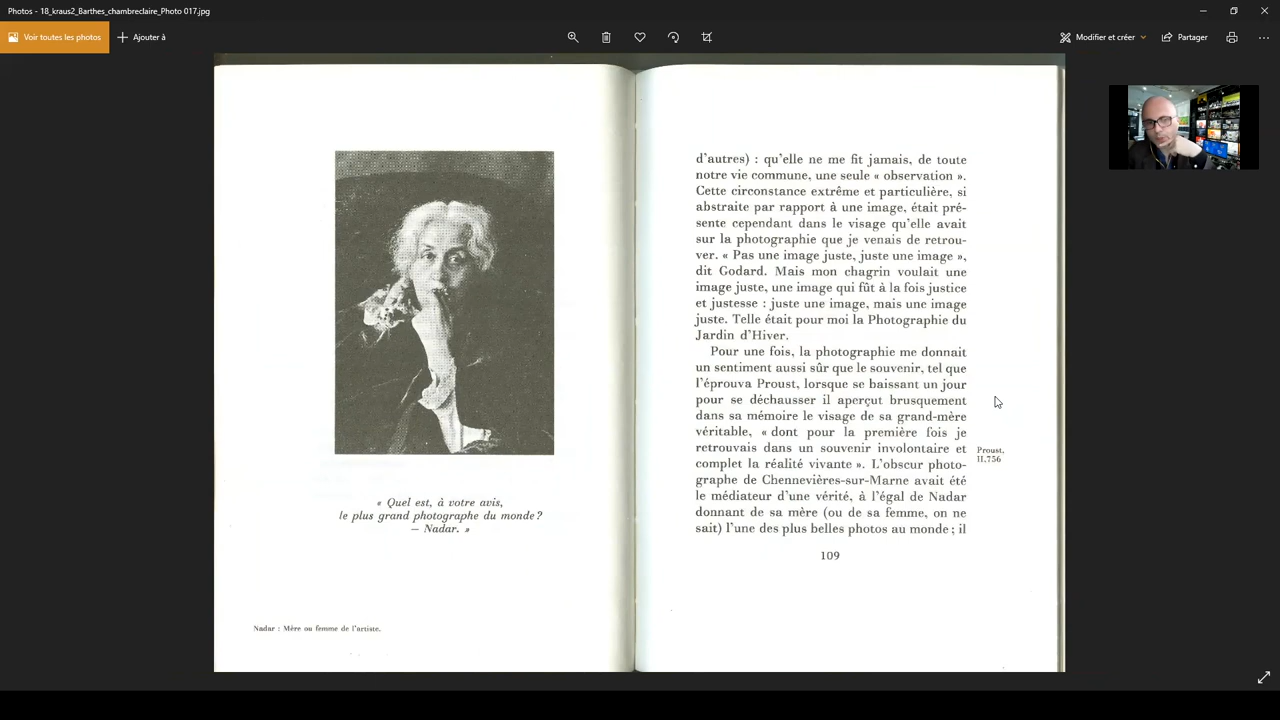 Photos - 18_kraus2_Barthes_chambreclaire_Photo 017.jpg
Voir toutes les photos
Ajouter à
Modifier et créer
Partager
« Quel est, à votre avis,
le plus grand photographe du monde ?
— Nadar. »
Nadar : Mère ou femme de l'artiste.
d'autres) : qu'elle ne me fit jamais, de toute
notre vie commune, une seule « observation ».
Cette circonstance extrême et particulière, si
abstraite par rapport à une image, était pré-
sente cependant dans le visage qu'elle avait
sur la photographie que je venais de retrou-
ver. « Pas une image juste, juste une image »,
dit Godard. Mais mon chagrin voulait une
image juste, une image qui fût à la fois justice
et justesse : juste une image, mais une image
juste. Telle était pour moi la Photographie du
Jardin d'Hiver.
Pour une fois, la photographie me donnait
un sentiment aussi sûr que le souvenir, tel que
l'éprouva Proust, lorsque se baissant un jour
pour se déchausser il aperçut brusquement
dans sa mémoire le visage de sa grand-mère
véritable, « dont pour la première fois je
retrouvais dans un souvenir involontaire et
complet la réalité vivante ». L'obscur photo-
graphe de Chennevières-sur-Marne avait été
le médiateur d'une vérité, à l'égal de Nadar
donnant de sa mère (ou de sa femme, on ne
sait) l'une des plus belles photos au monde ; il
Proust,
II,756
109